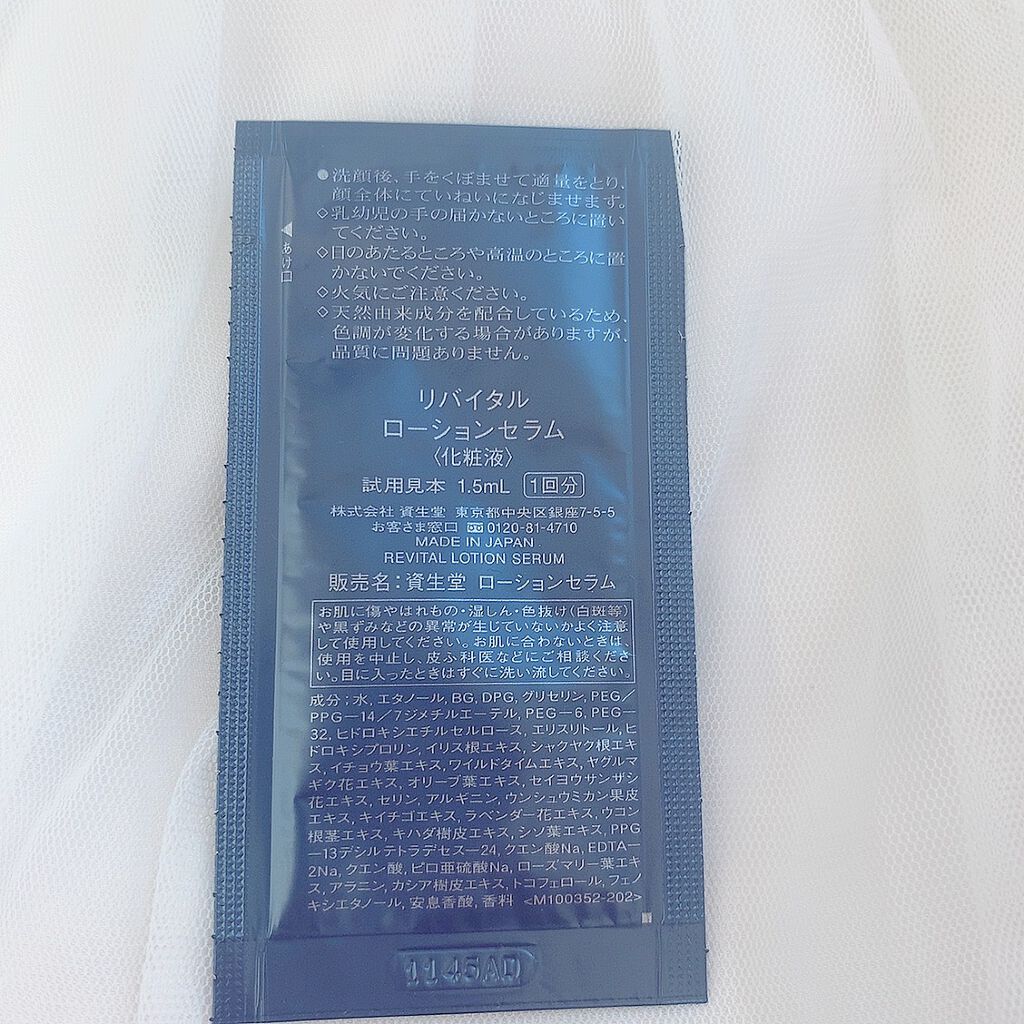 ●洗顔後、手をくぼませて適量をとり、
顔全体にていねいになじませます。
◇乳幼児の手の届かないところに置い
てください。
◇日のあたるところや高温のところに置
かないでください。
◇火気にご注意ください。
◇天然由来成分を配合しているため、
色調が変化する場合がありますが、
品質に問題ありません。
◀あけ口
リバイタル
ローションセラム
〈化粧液〉
試用見本 1.5mL 1回分
株式会社 資生堂 東京都中央区銀座7-5-5
お客さま窓口 0120-81-4710
MADE IN JAPAN
REVITAL LOTION SERUM
販売名：資生堂 ローションセラム
お肌に傷やはれもの・湿しん・色抜け(白斑等)
や黒ずみなどの異常が生じていないかよく注意
して使用してください。お肌に合わないときは、
使用を中止し、皮ふ科医などにご相談くださ
い。目に入ったときはすぐに洗い流してください。
成分；水, エタノール, BG, DPG, グリセリン, PEG／
PPG—14／7ジメチルエーテル, PEG—6, PEG—
32, ヒドロキシエチルセルロース, エリスリトール, ヒ
ドロキシプロリン, イリス根エキス, シャクヤク根エキ
ス, イチョウ葉エキス, ワイルドタイムエキス, ヤグルマ
ギク花エキス, オリーブ葉エキス, セイヨウサンザシ
花エキス, セリン, アルギニン, ウンシュウミカン果皮
エキス, キイチゴエキス, ラベンダー花エキス, ウコン
根茎エキス, キハダ樹皮エキス, シソ葉エキス, PPG
—13デシルテトラデセス—24, クエン酸Na, EDTA—
2Na, クエン酸, ピロ亜硫酸Na, ローズマリー葉エキ
ス, アラニン, カシア樹皮エキス, トコフェロール, フェノ
キシエタノール, 安息香酸, 香料 <M100352-202>
1145AD